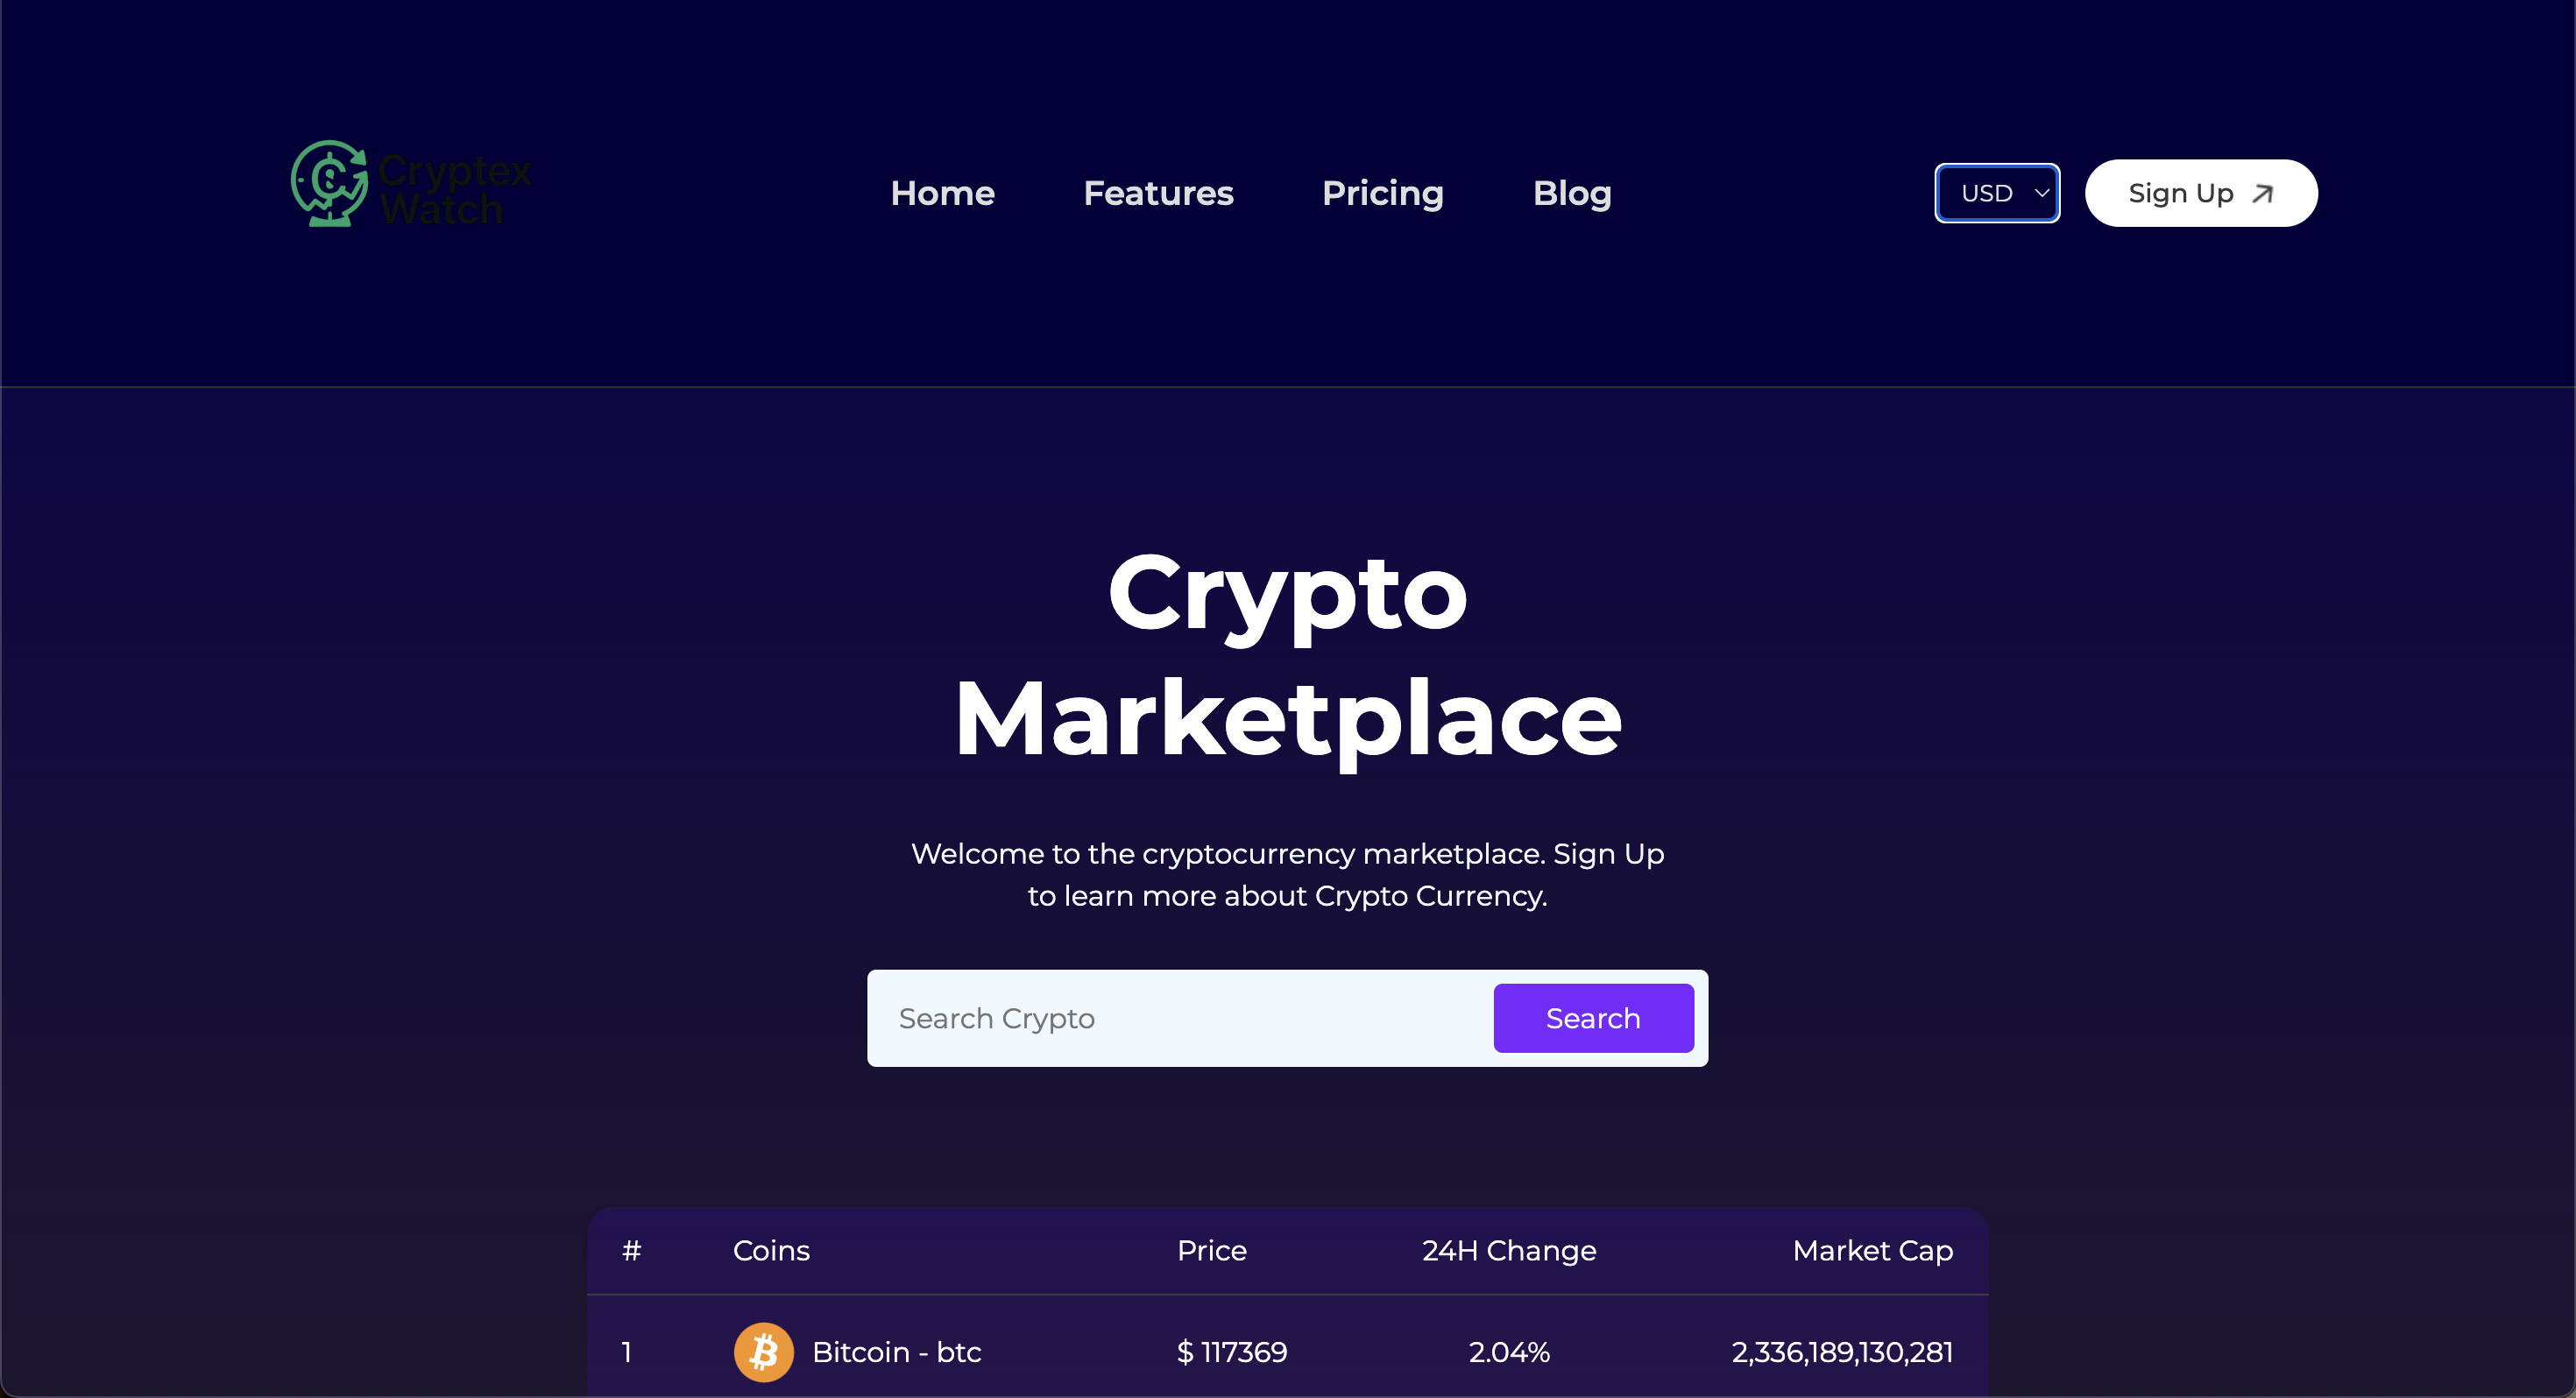 Cryptex
Watch
Home Features Pricing Blog
USD
Sign Up
Crypto
Marketplace
Welcome to the cryptocurrency marketplace. Sign Up
to learn more about Crypto Currency.
Search Crypto Search
# Coins Price 24H Change Market Cap
1 Bitcoin - btc $ 117369 2.04% 2,336,189,130,281